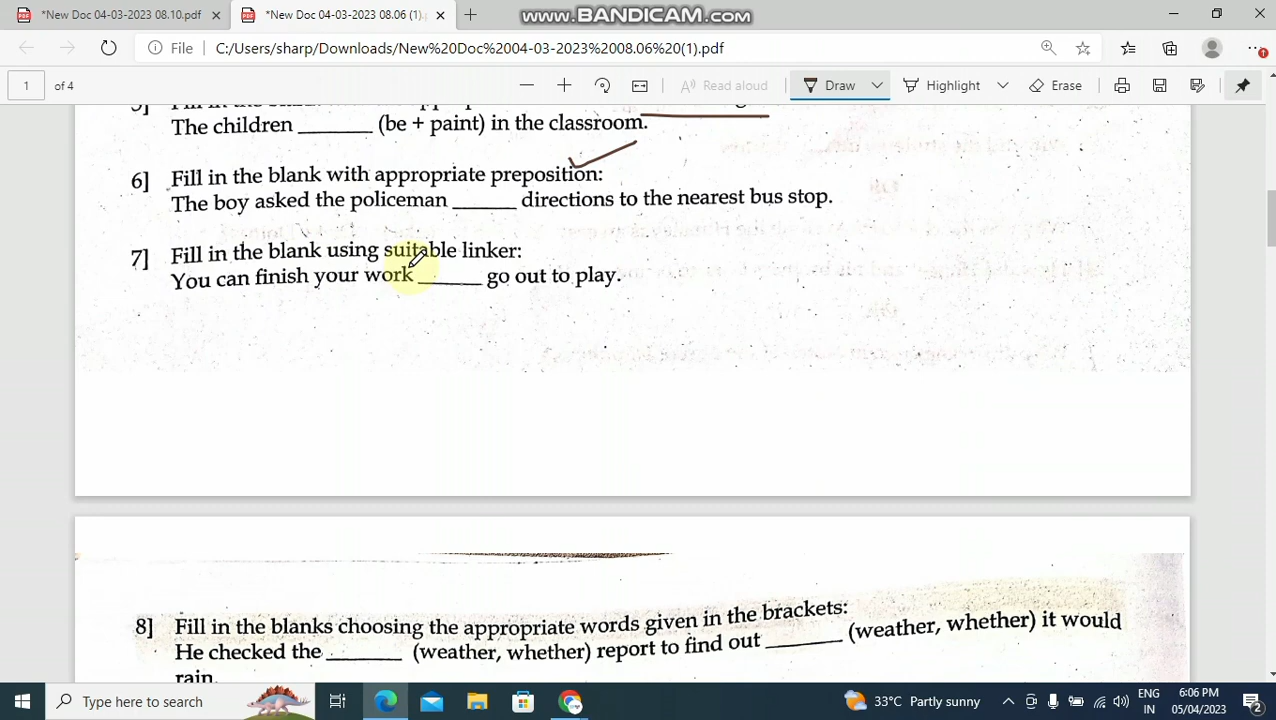 *New Doc 04-03-2023 08.10.pdf
*New Doc 04-03-2023 08.06 (1).p
www.BANDICAM.com
File C:/Users/sharp/Downloads/New%20Doc%2004-03-2023%2008.06%20(1).pdf
1 of 4
Read aloud
Draw
Highlight
Erase
5]
The children ______ (be + paint) in the classroom.
6] Fill in the blank with appropriate preposition:
The boy asked the policeman ______ directions to the nearest bus stop.
7] Fill in the blank using suitable linker:
You can finish your work ______ go out to play.
8] Fill in the blanks choosing the appropriate words given in the brackets:
He checked the ______ (weather, whether) report to find out ______ (weather, whether) it would
rain.
Type here to search
33°C Partly sunny
ENG
IN
6:06 PM
05/04/2023
2